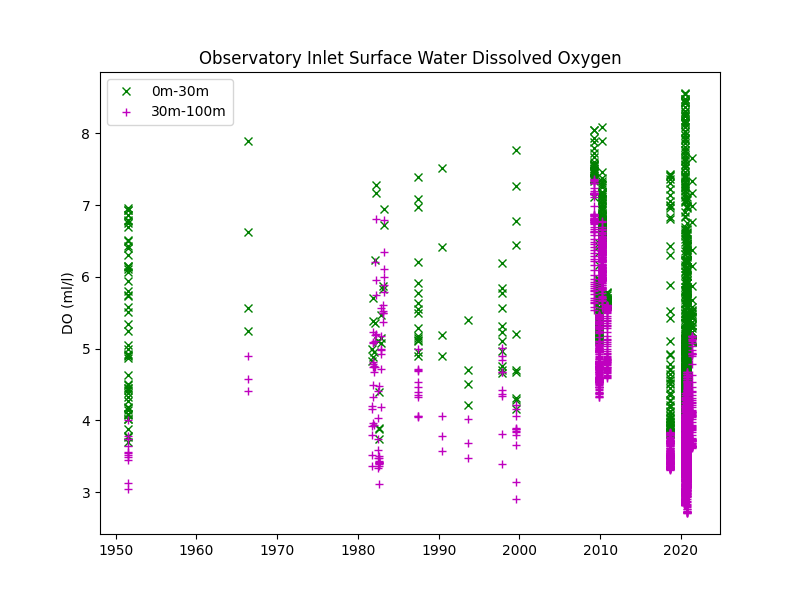 Observatory Inlet Surface Water Dissolved Oxygen
0m-30m
30m-100m
8
7
6
5
4
3
DO (ml/l)
1950 1960 1970 1980 1990 2000 2010 2020